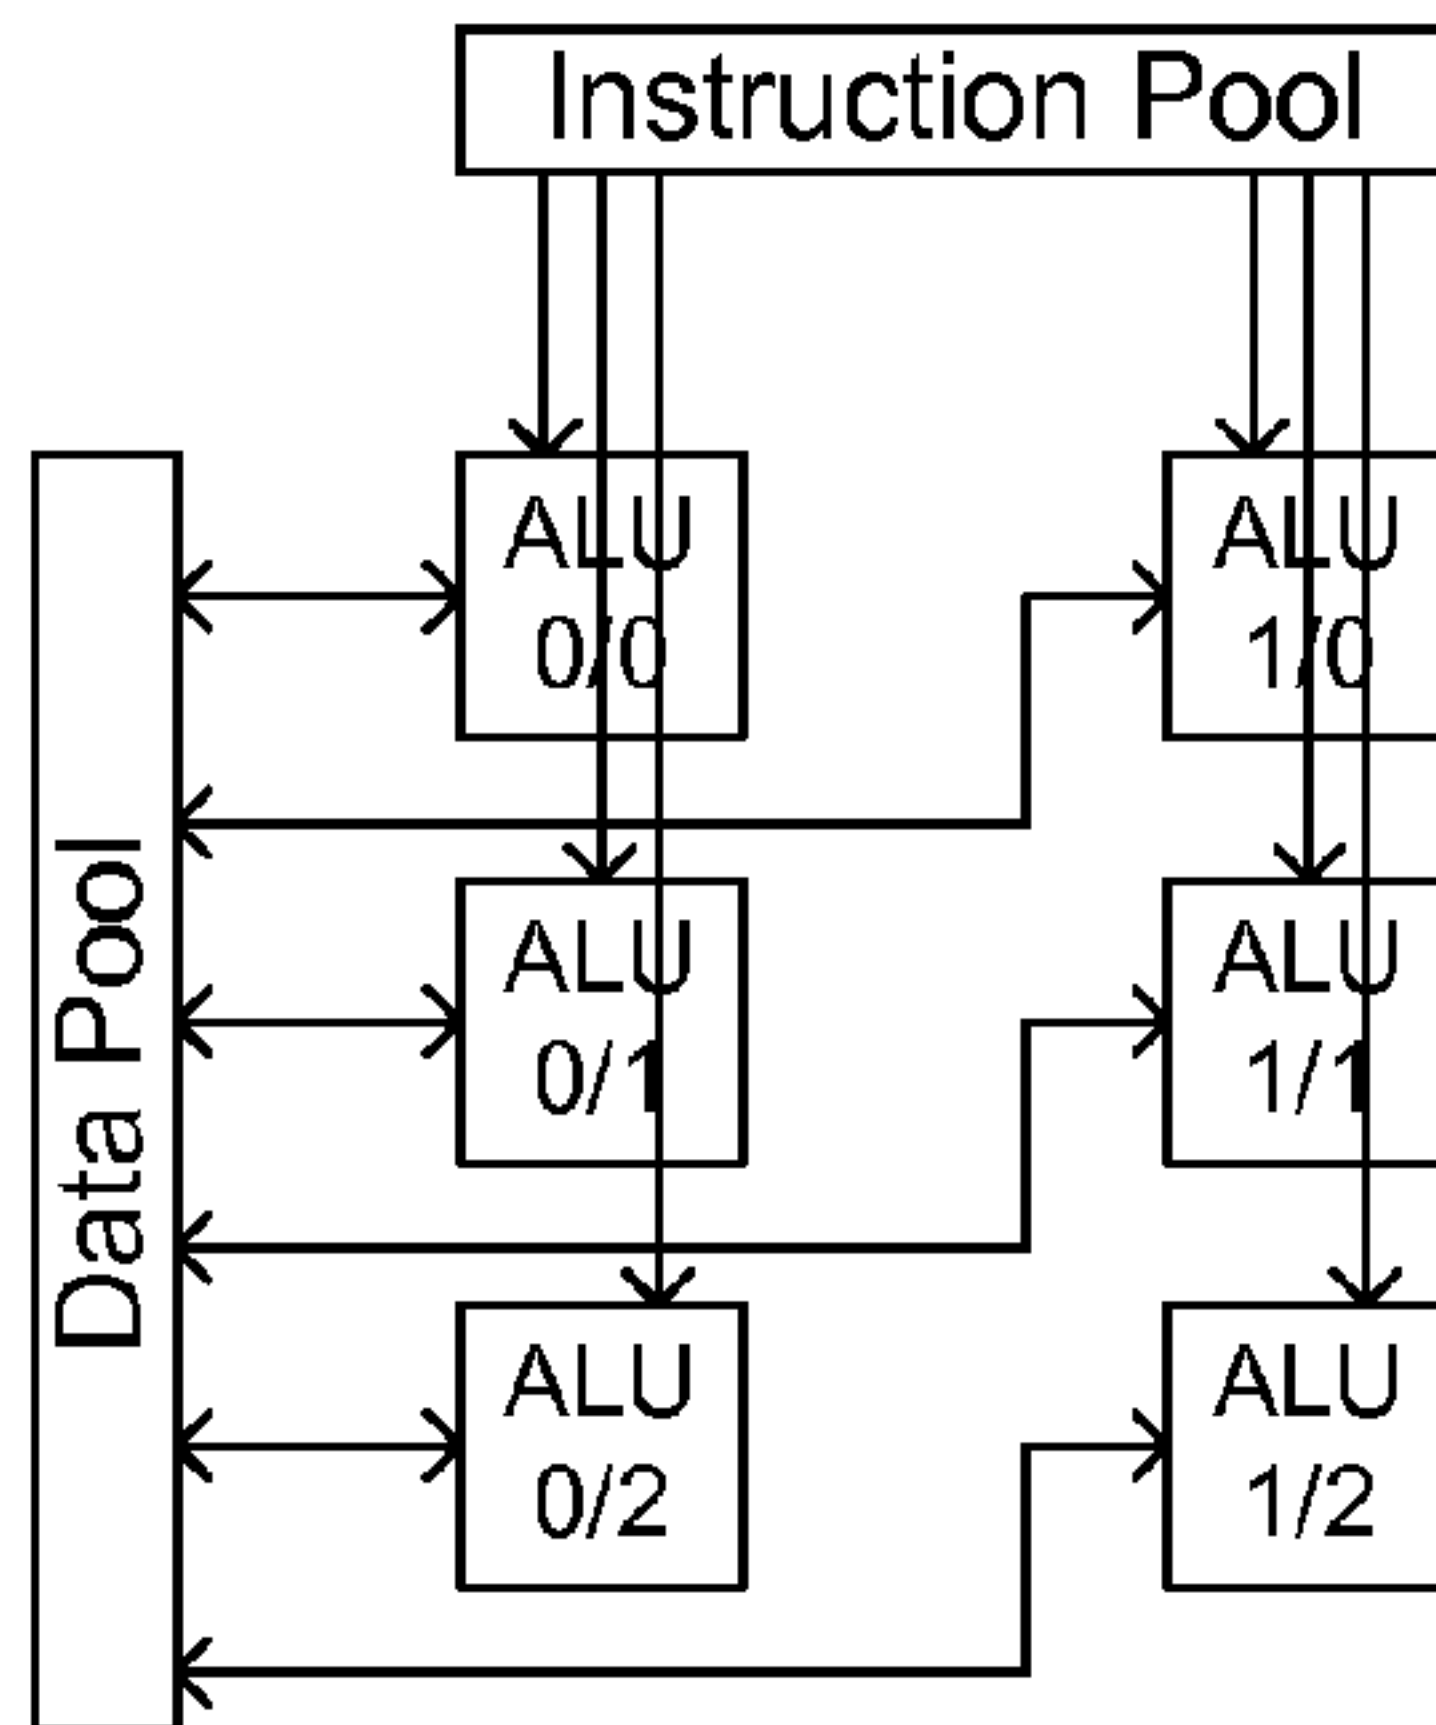 Instruction Pool
Data Pool
ALU
0/0
ALU
1/0
ALU
0/1
ALU
1/1
ALU
0/2
ALU
1/2